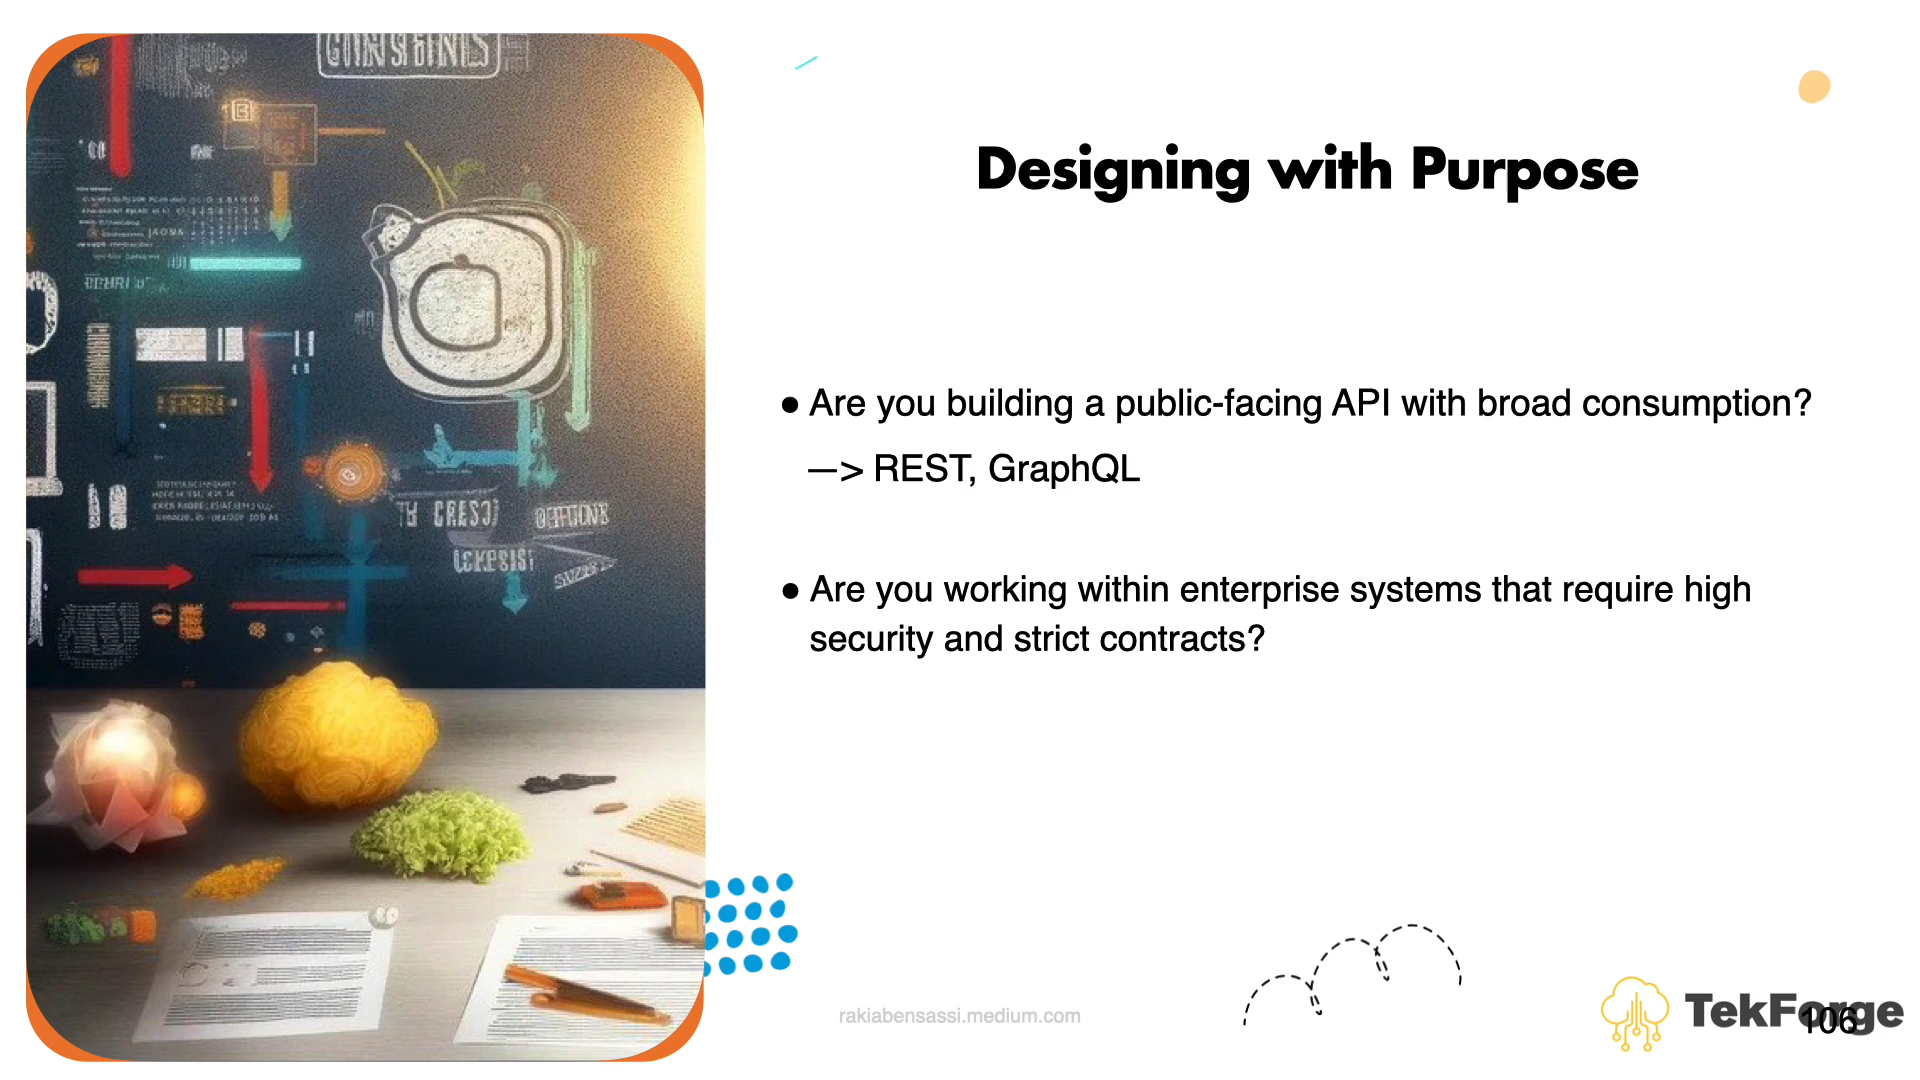 Designing with Purpose
● Are you building a public-facing API with broad consumption?
—> REST, GraphQL
● Are you working within enterprise systems that require high
security and strict contracts?
rakiabensassi.medium.com
TekForge
106